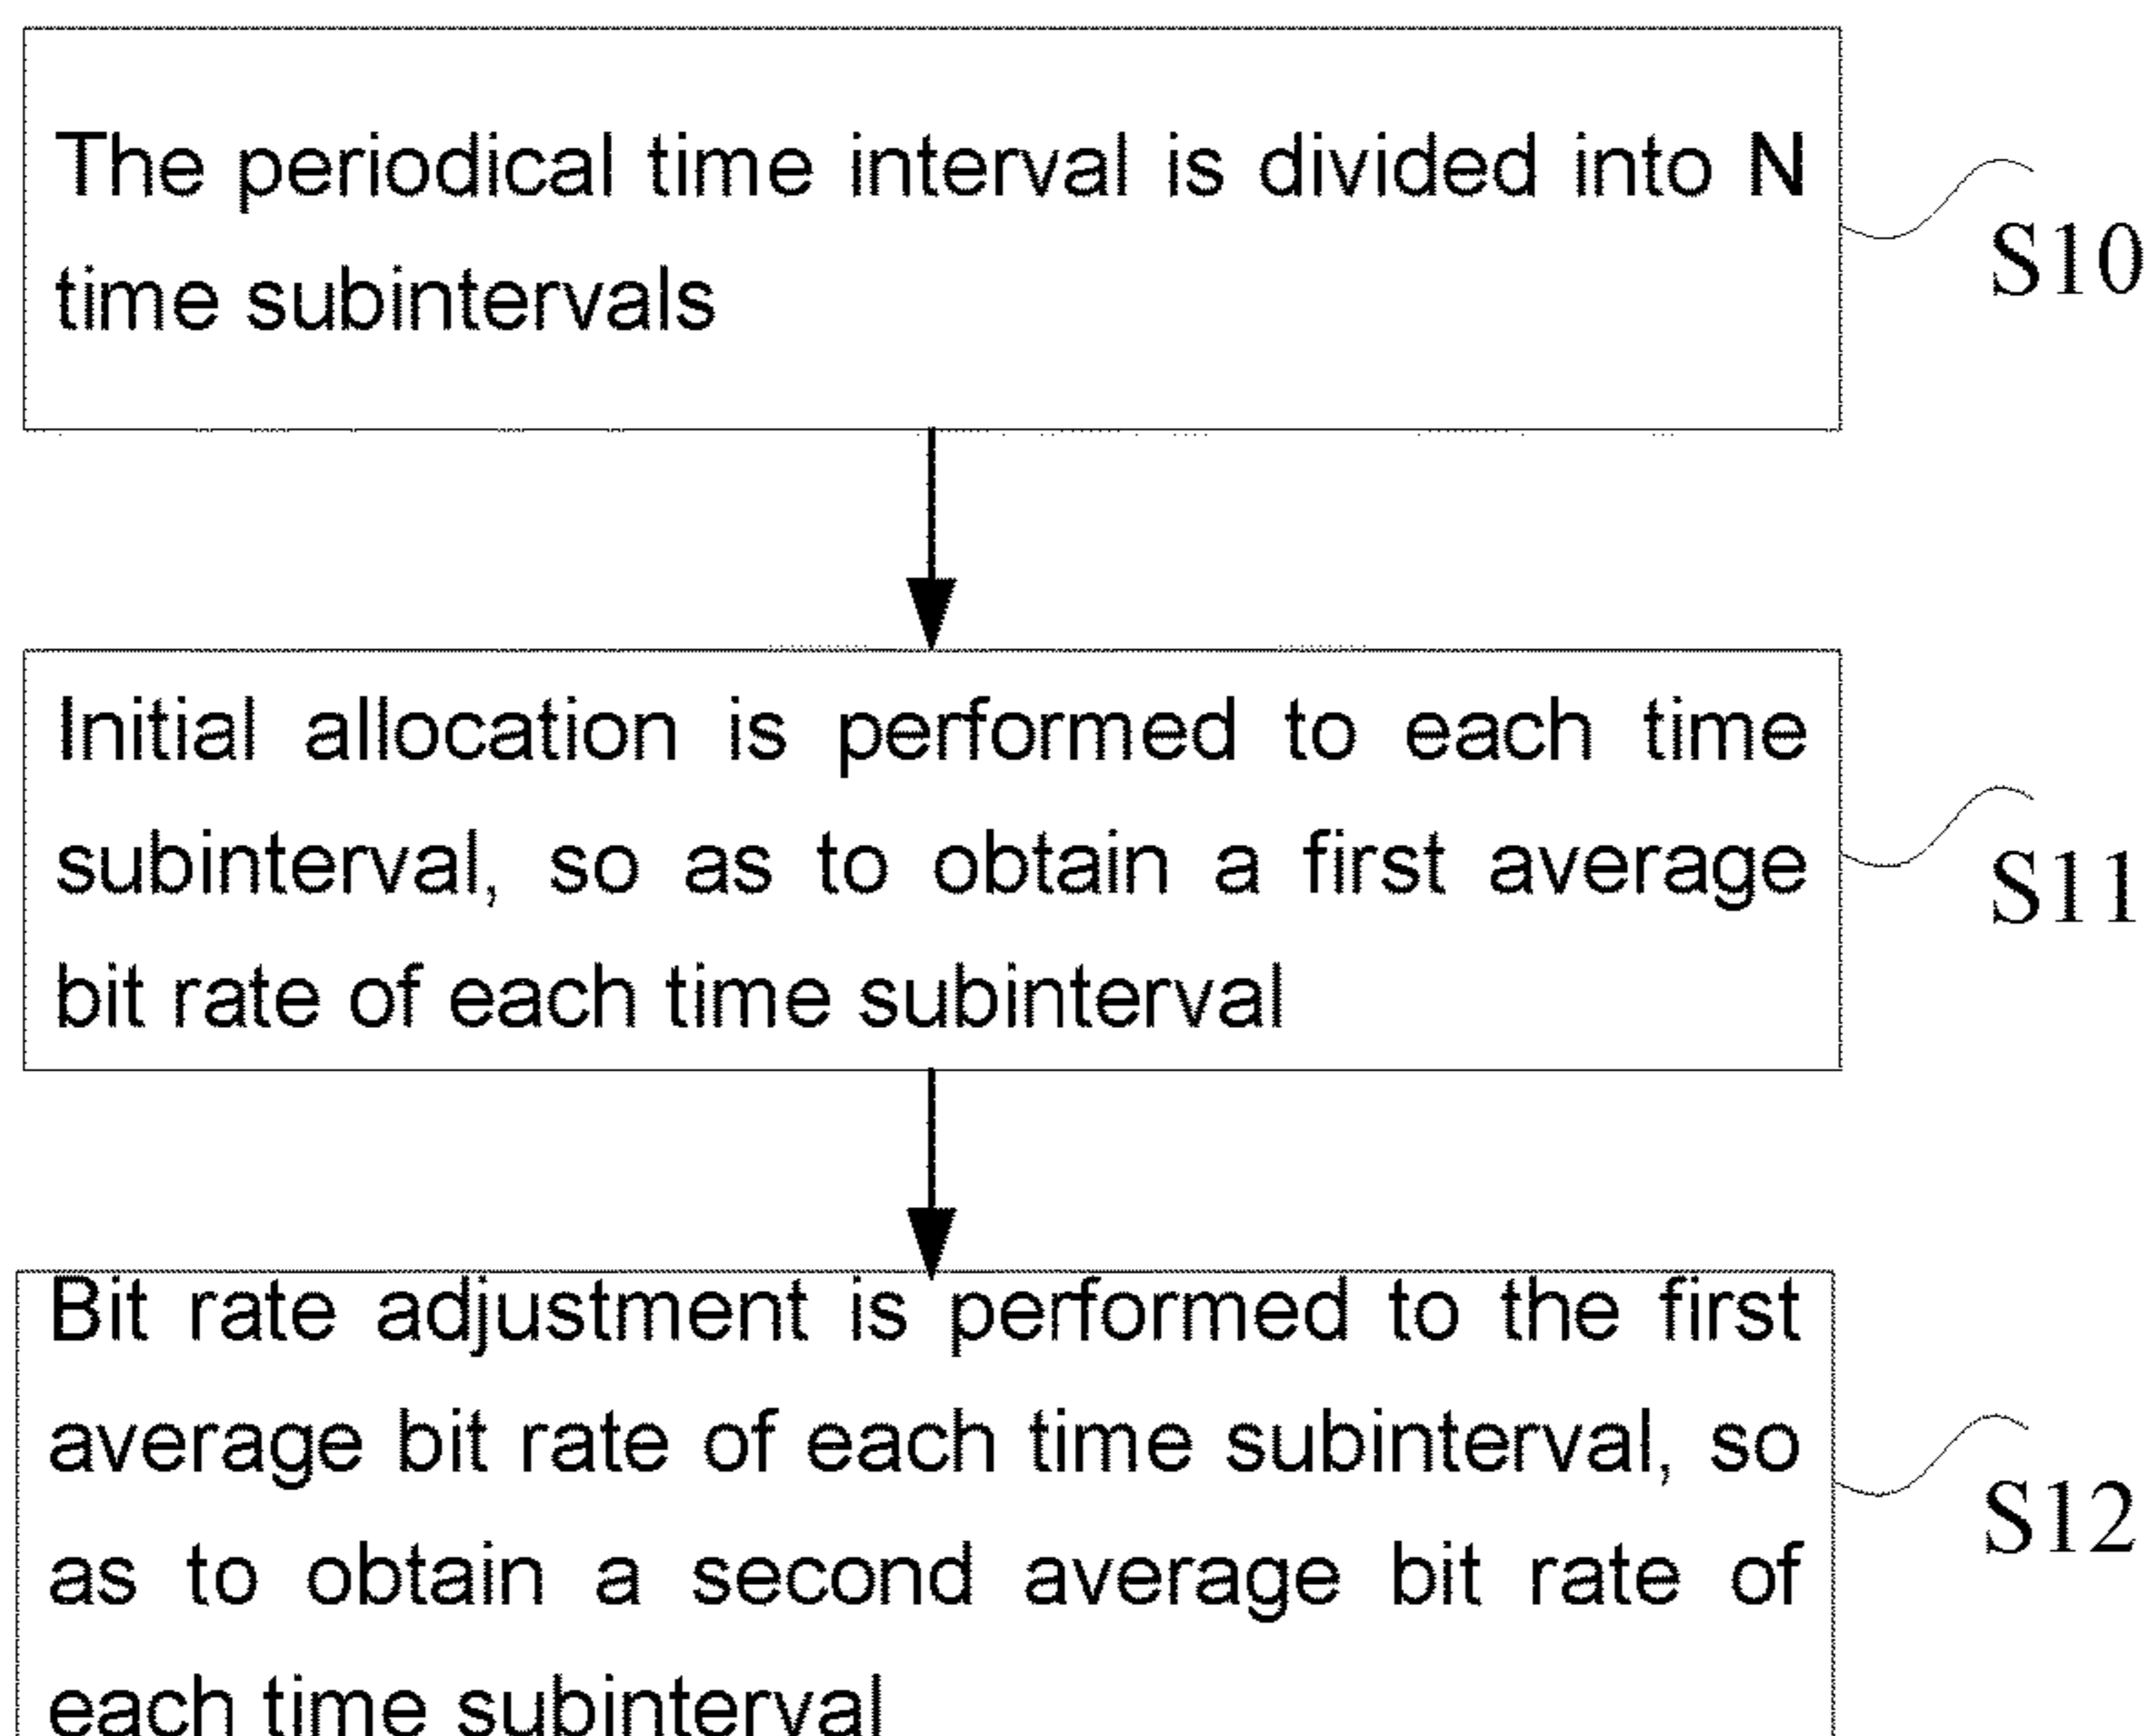 The periodical time interval is divided into N
time subintervals
S10
Initial allocation is performed to each time
subinterval, so as to obtain a first average
bit rate of each time subinterval
S11
Bit rate adjustment is performed to the first
average bit rate of each time subinterval, so
as to obtain a second average bit rate of
each time subinterval
S12